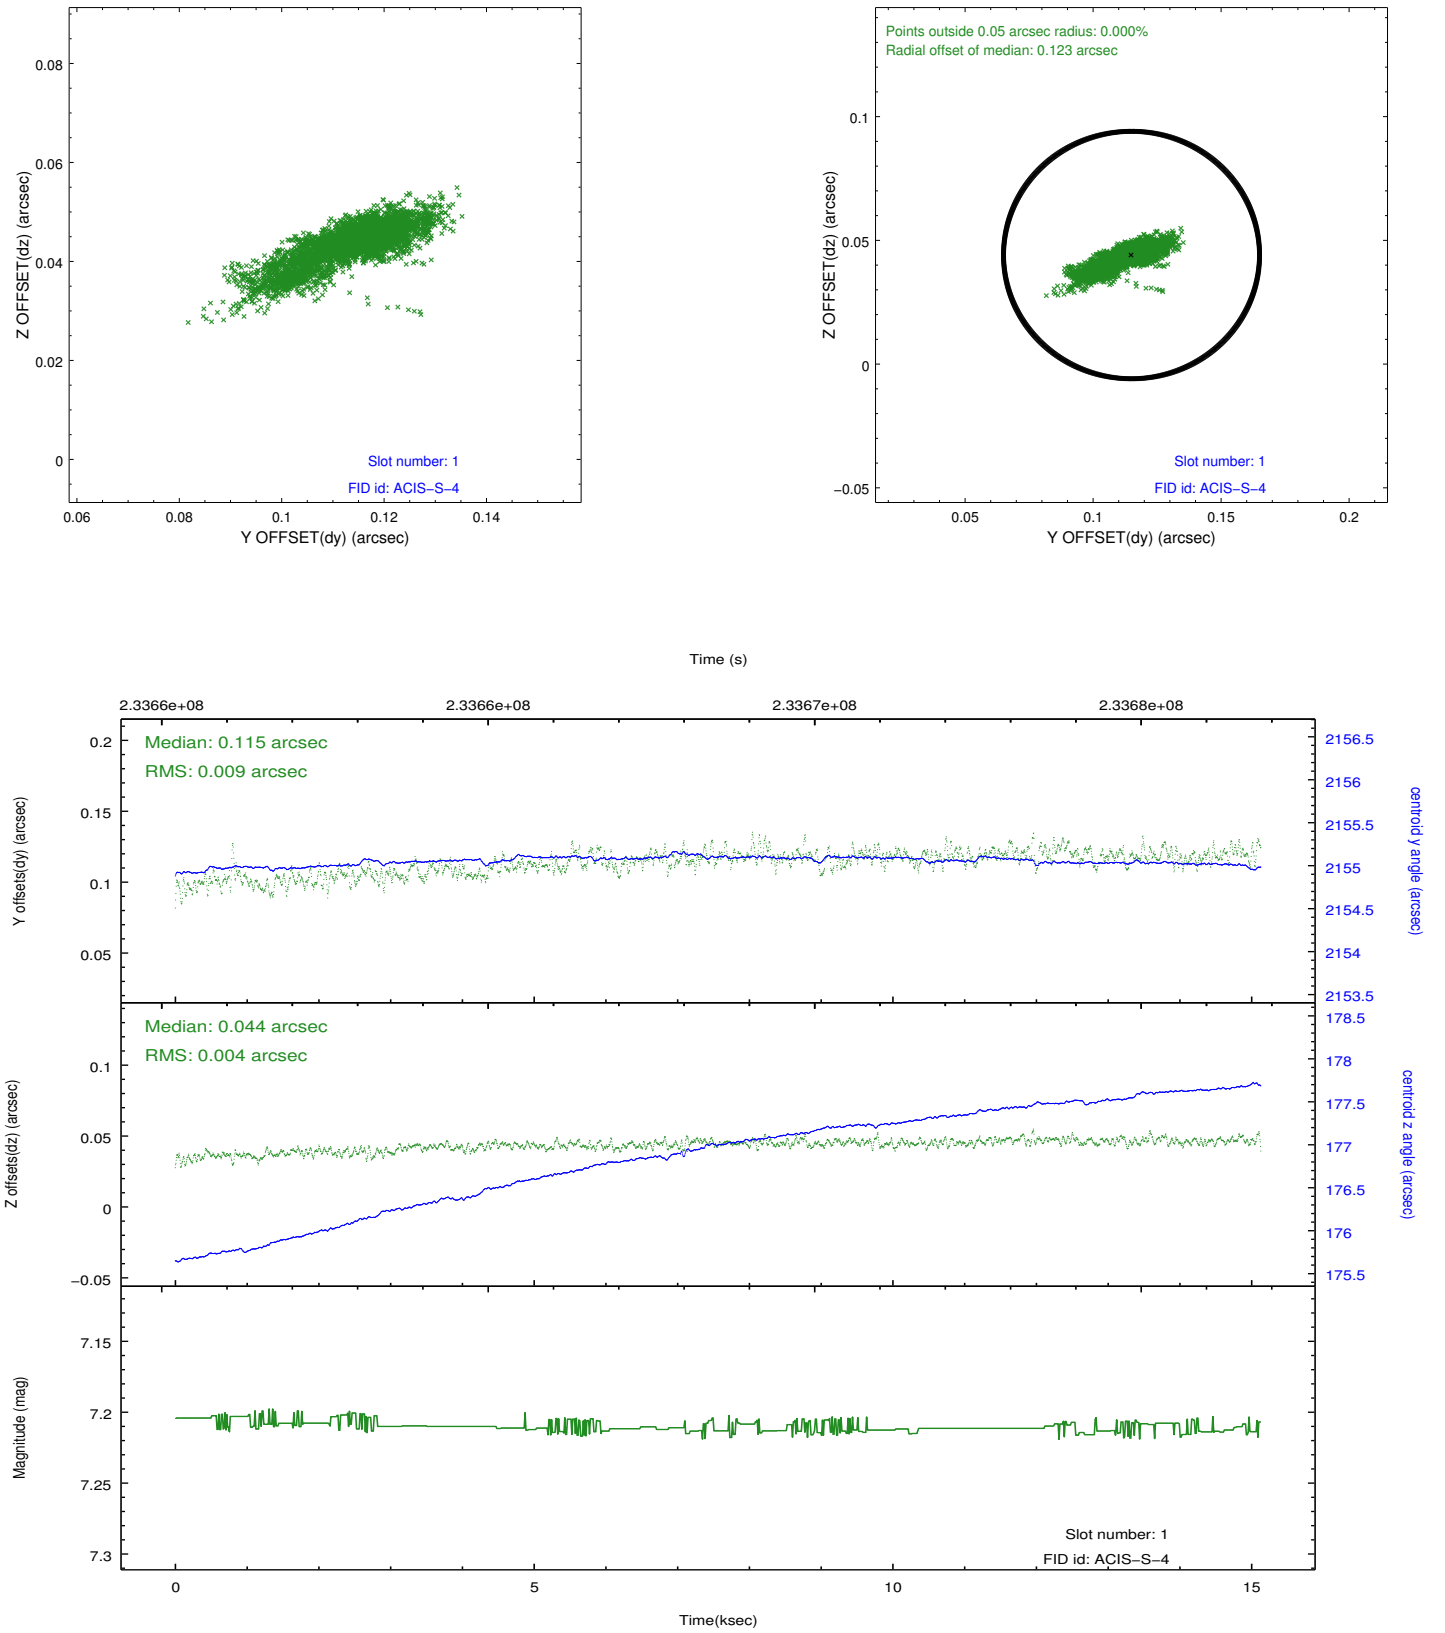 0.08
0.06
0.04
0.02
0
0.06 0.08 0.1 0.12 0.14
Z OFFSET(dz) (arcsec)
Y OFFSET(dy) (arcsec)
Slot number: 1
FID id: ACIS−S−4
Points outside 0.05 arcsec radius: 0.000%
Radial offset of median: 0.123 arcsec
0.1
0.05
0
−0.05
0.05 0.1 0.15 0.2
Z OFFSET(dz) (arcsec)
Y OFFSET(dy) (arcsec)
Slot number: 1
FID id: ACIS−S−4
Time (s)
2.3366e+08 2.3366e+08 2.3367e+08 2.3368e+08
Median: 0.115 arcsec
RMS: 0.009 arcsec
0.2
0.15
0.1
0.05
Y offsets(dy) (arcsec)
2156.5
2156
2155.5
2155
2154.5
2154
2153.5
centroid y angle (arcsec)
Median: 0.044 arcsec
RMS: 0.004 arcsec
0.1
0.05
0
−0.05
Z offsets(dz) (arcsec)
178.5
178
177.5
177
176.5
176
175.5
centroid z angle (arcsec)
7.15
7.2
7.25
7.3
Magnitude (mag)
Slot number: 1
FID id: ACIS−S−4
0 5 10 15
Time(ksec)